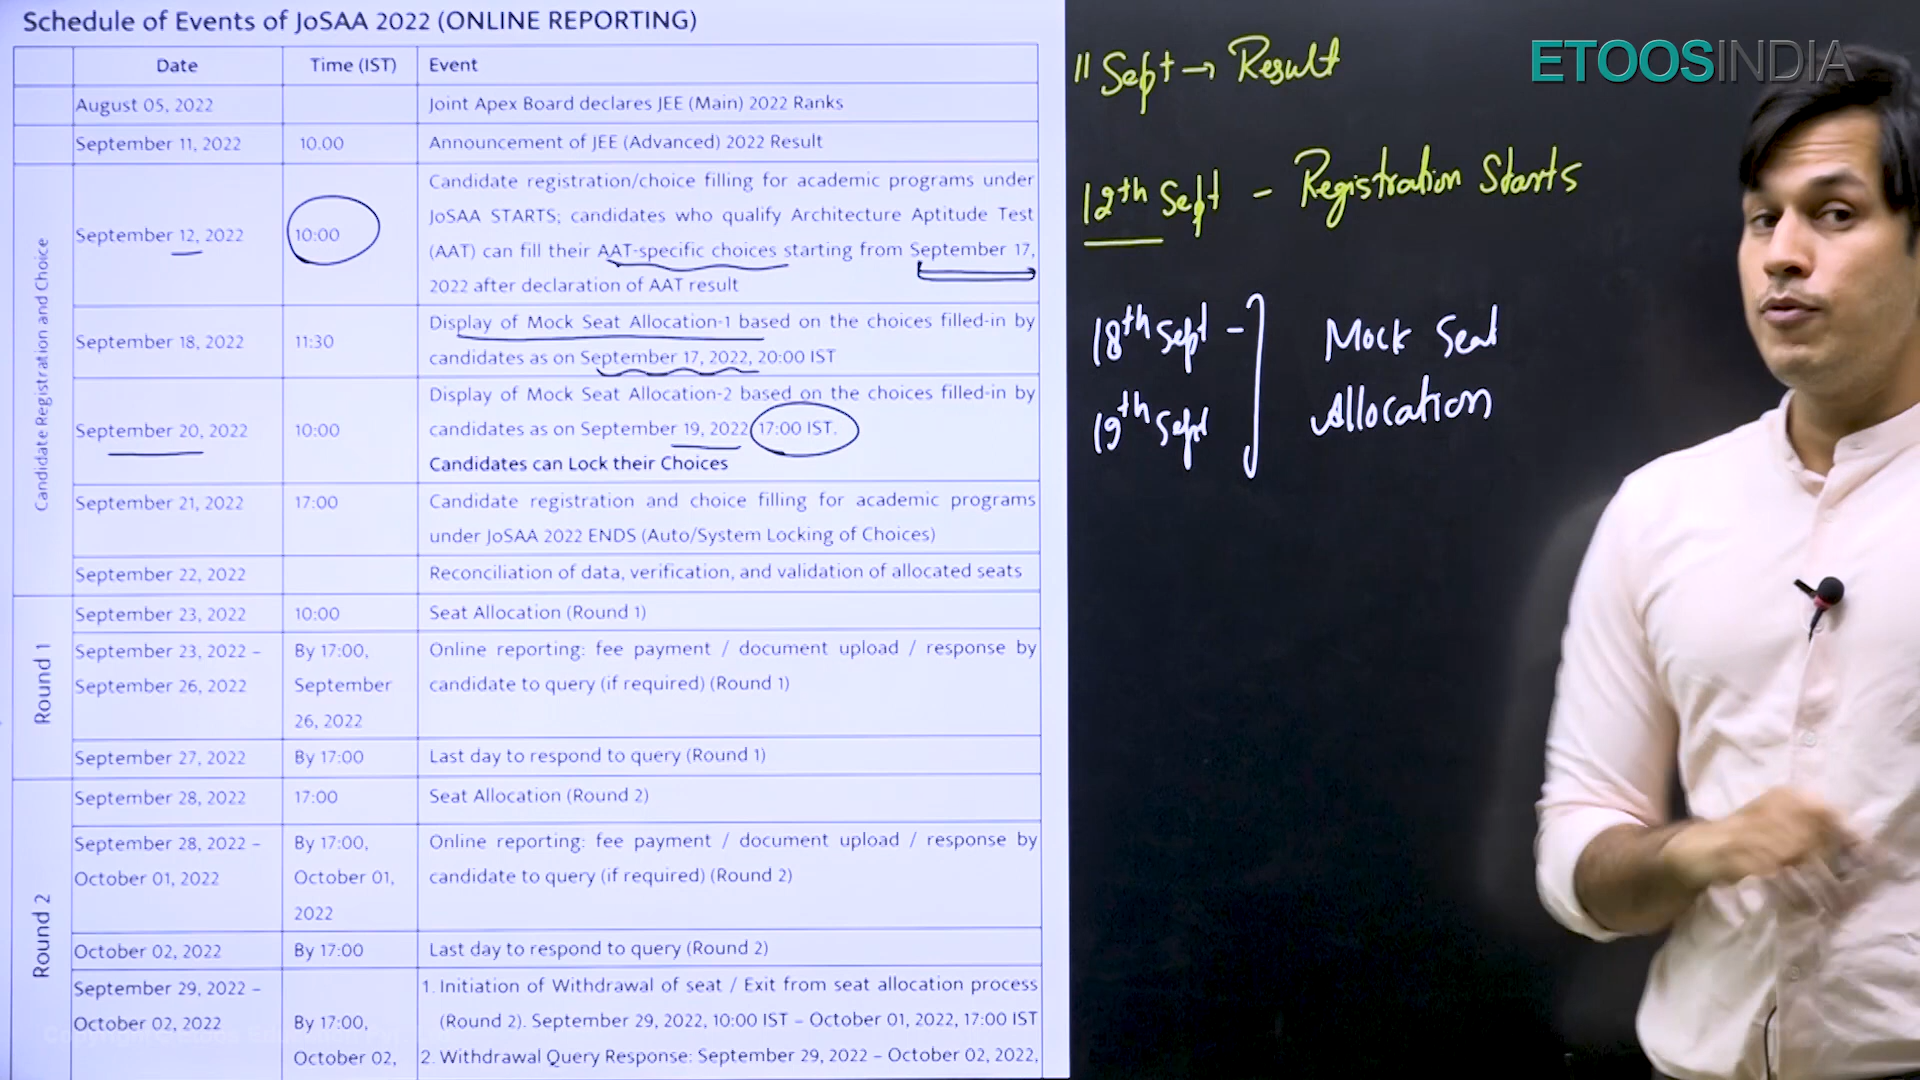 Schedule of Events of JoSAA 2022 (ONLINE REPORTING)
Date Time (IST) Event
August 05, 2022 Joint Apex Board declares JEE (Main) 2022 Ranks
September 11, 2022 10.00 Announcement of JEE (Advanced) 2022 Result
Candidate Registration and Choice
September 12, 2022 10:00
Candidate registration/choice filling for academic programs under
JoSAA STARTS; candidates who qualify Architecture Aptitude Test
(AAT) can fill their AAT-specific choices starting from September 17,
2022 after declaration of AAT result
September 18, 2022 11:30
Display of Mock Seat Allocation-1 based on the choices filled-in by
candidates as on September 17, 2022, 20:00 IST
September 20, 2022 10:00
Display of Mock Seat Allocation-2 based on the choices filled-in by
candidates as on September 19, 2022 17:00 IST.
Candidates can Lock their Choices
September 21, 2022 17:00
Candidate registration and choice filling for academic programs
under JoSAA 2022 ENDS (Auto/System Locking of Choices)
September 22, 2022 Reconciliation of data, verification, and validation of allocated seats
Round 1
September 23, 2022 10:00 Seat Allocation (Round 1)
September 23, 2022 –
September 26, 2022
By 17:00,
September
26, 2022
Online reporting: fee payment / document upload / response by
candidate to query (if required) (Round 1)
September 27, 2022 By 17:00 Last day to respond to query (Round 1)
Round 2
September 28, 2022 17:00 Seat Allocation (Round 2)
September 28, 2022 –
October 01, 2022
By 17:00,
October 01,
2022
Online reporting: fee payment / document upload / response by
candidate to query (if required) (Round 2)
October 02, 2022 By 17:00 Last day to respond to query (Round 2)
September 29, 2022 –
October 02, 2022
By 17:00,
October 02,
1. Initiation of Withdrawal of seat / Exit from seat allocation process
(Round 2). September 29, 2022, 10:00 IST – October 01, 2022, 17:00 IST
2. Withdrawal Query Response: September 29, 2022 – October 02, 2022,
11 Sept → Result
12th Sept - Registration Starts
18th Sept - Mock Seat
19th Sept Allocation
ETOOSINDIA